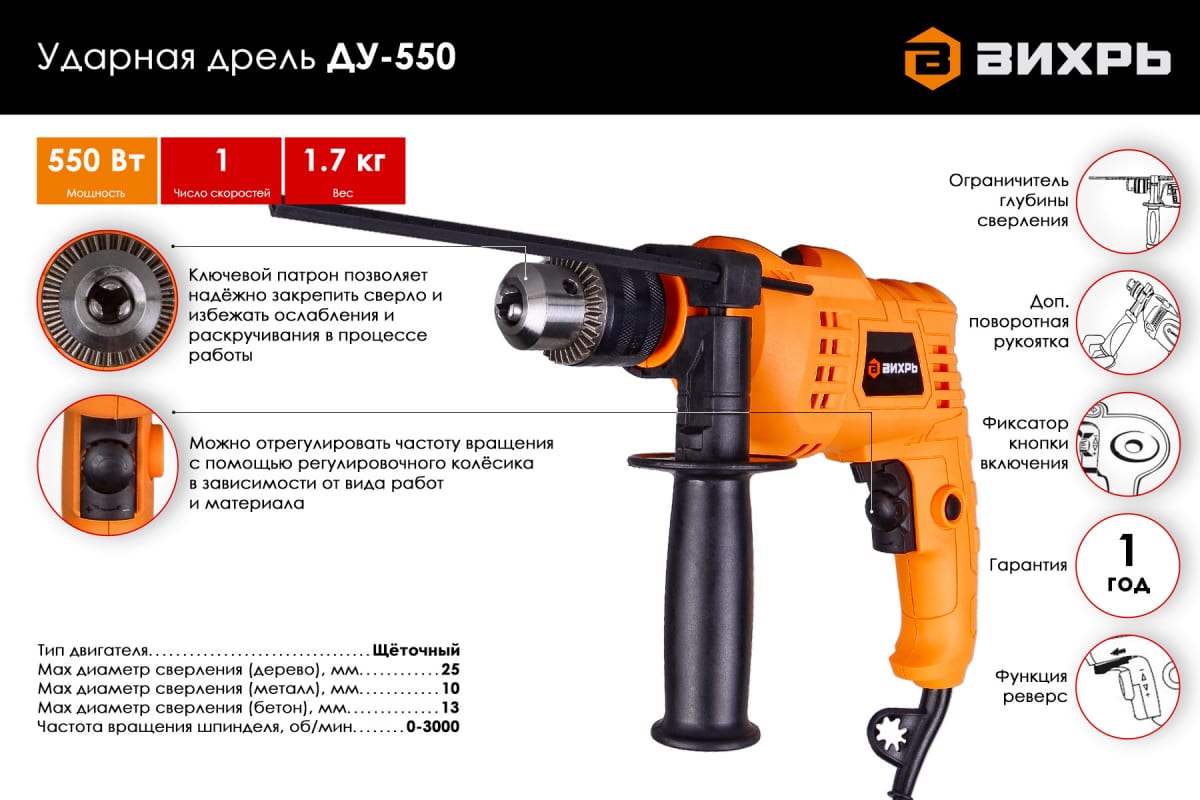 Ударная дрель ДУ-550
ВИХРЬ
550 Вт
Мощность
1
Число скоростей
1.7 кг
Вес
Ключевой патрон позволяет
надёжно закрепить сверло и
избежать ослабления и
раскручивания в процессе
работы
Можно отрегулировать частоту вращения
с помощью регулировочного колёсика
в зависимости от вида работ
и материала
Тип двигателя Щёточный
Max диаметр сверления (дерево), мм 25
Max диаметр сверления (металл), мм 10
Max диаметр сверления (бетон), мм 13
Частота вращения шпинделя, об/мин 0-3000
ВИХРЬ
Ограничитель
глубины
сверления
Доп.
поворотная
рукоятка
Фиксатор
кнопки
включения
Гарантия
1
год
Функция
реверс